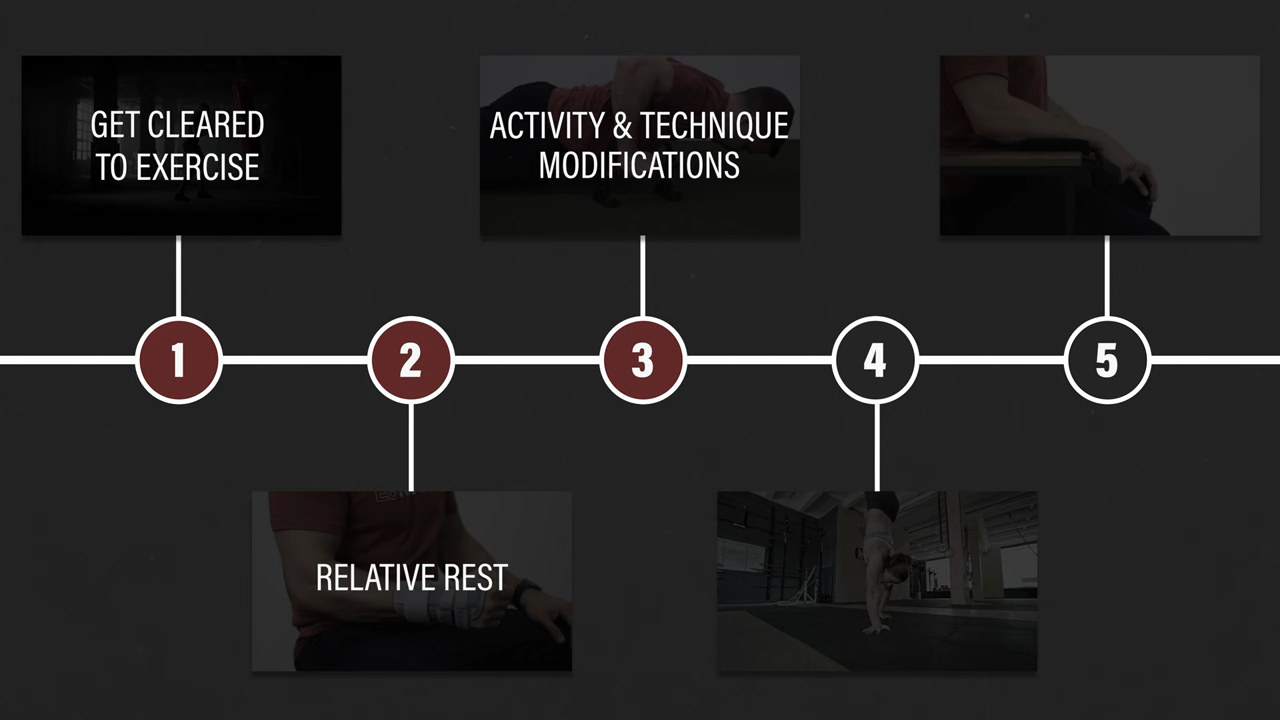 GET CLEARED
TO EXERCISE
ACTIVITY & TECHNIQUE
MODIFICATIONS
1
2
3
4
5
RELATIVE REST